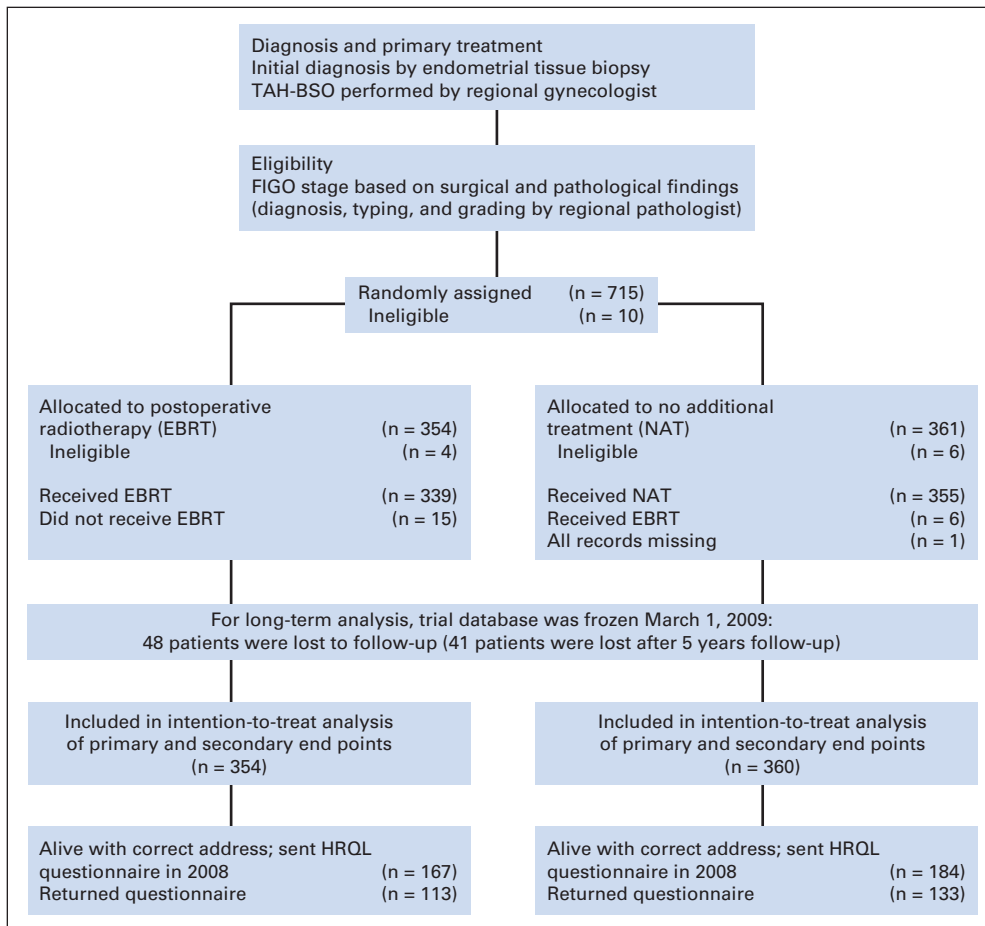 Diagnosis and primary treatment
Initial diagnosis by endometrial tissue biopsy
TAH-BSO performed by regional gynecologist
Eligibility
FIGO stage based on surgical and pathological findings
(diagnosis, typing, and grading by regional pathologist)
Randomly assigned (n = 715)
Ineligible (n = 10)
Allocated to postoperative
radiotherapy (EBRT) (n = 354)
Ineligible (n = 4)
Received EBRT (n = 339)
Did not receive EBRT (n = 15)
Allocated to no additional
treatment (NAT) (n = 361)
Ineligible (n = 6)
Received NAT (n = 355)
Received EBRT (n = 6)
All records missing (n = 1)
For long-term analysis, trial database was frozen March 1, 2009:
48 patients were lost to follow-up (41 patients were lost after 5 years follow-up)
Included in intention-to-treat analysis
of primary and secondary end points
(n = 354)
Included in intention-to-treat analysis
of primary and secondary end points
(n = 360)
Alive with correct address; sent HRQL
questionnaire in 2008 (n = 167)
Returned questionnaire (n = 113)
Alive with correct address; sent HRQL
questionnaire in 2008 (n = 184)
Returned questionnaire (n = 133)